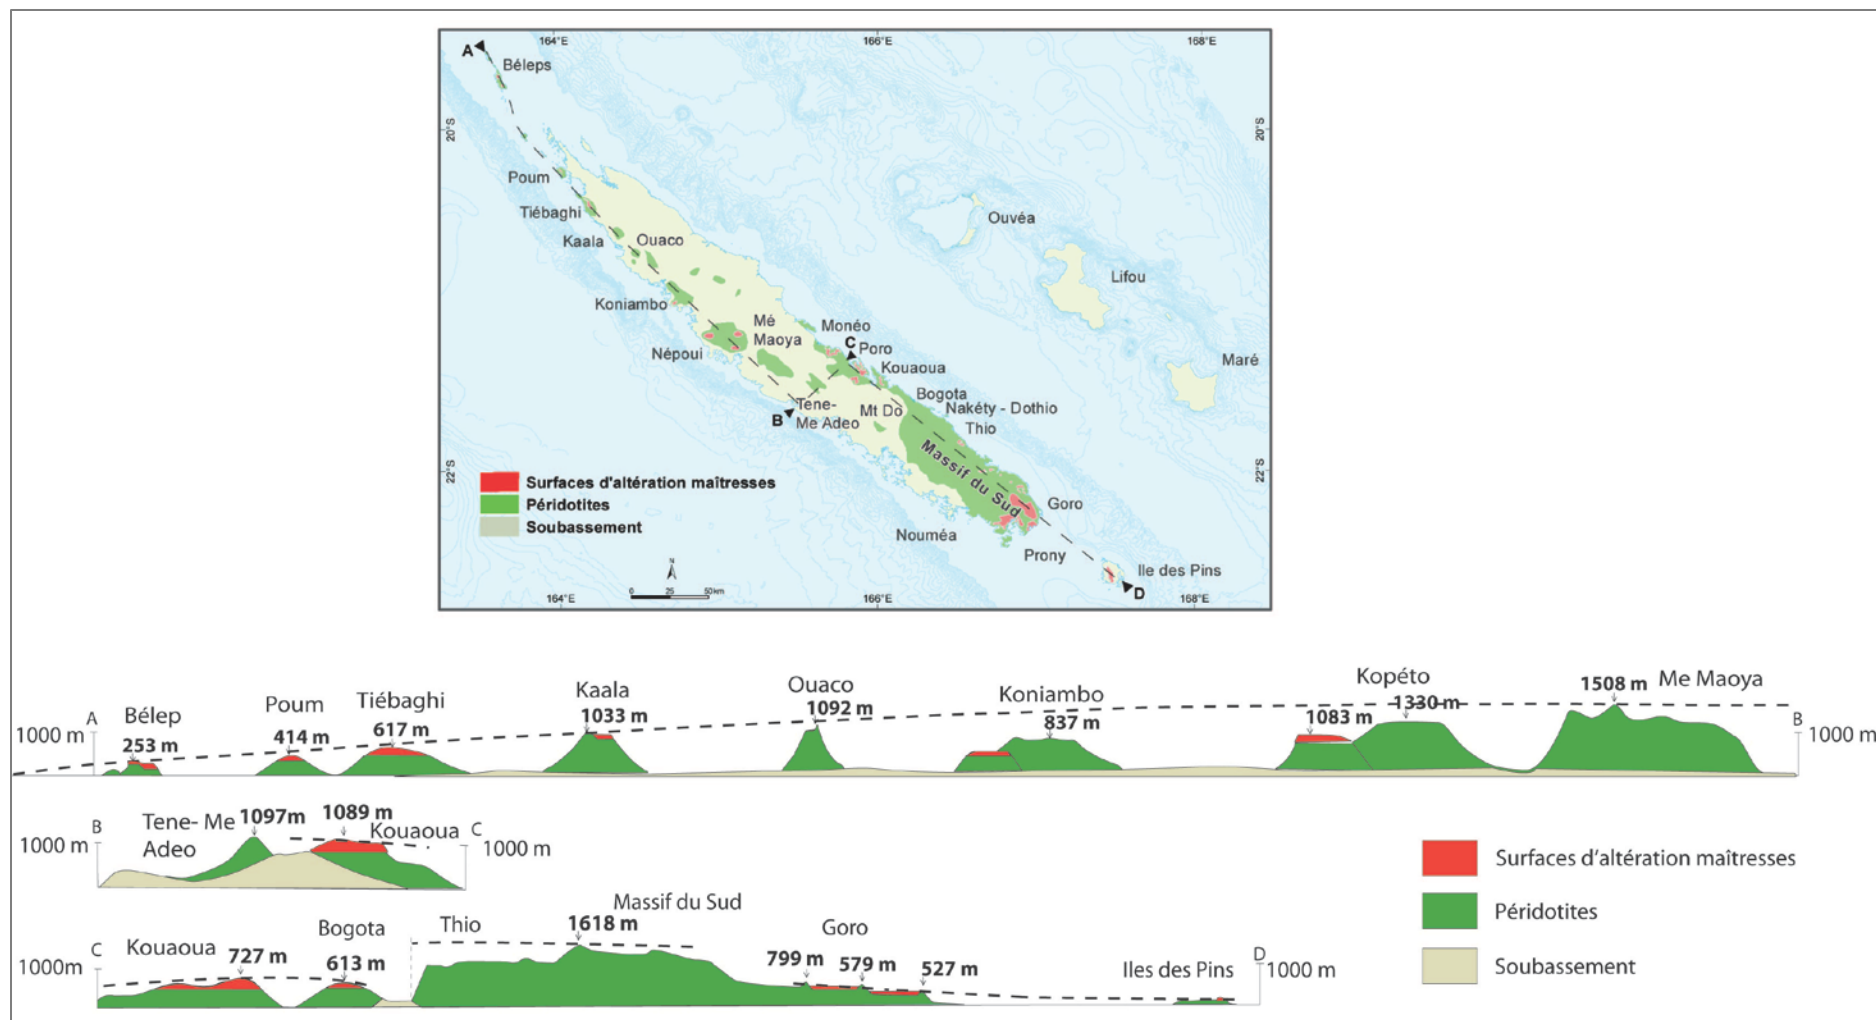 164°E
166°E
168°E
A
Béleps
20°S
20°S
Poum
Tiébaghi
Kaala
Ouaco
Ouvéa
Lifou
Koniambo
Mé
Maoya
Monéo
C
Poro
Népoui
Kouaoua
Maré
Bogota
B
Tene-
Me Adeo
Mt Do
Nakéty - Dothio
Thio
22°S
22°S
Massif du Sud
Surfaces d'altération maîtresses
Péridotites
Soubassement
Goro
Nouméa
Prony
Ile des Pins
D
N
0 25 50km
164°E
166°E
168°E
A
1000 m
Bélep
253 m
Poum
414 m
Tiébaghi
617 m
Kaala
1033 m
Ouaco
1092 m
Koniambo
837 m
1083 m
Kopéto
1330 m
1508 m
Me Maoya
B
1000 m
B
1000 m
Tene- Me
Adeo
1097m
1089 m
Kouaoua
C
1000 m
C
1000m
Kouaoua
727 m
Bogota
613 m
Thio
Massif du Sud
1618 m
Goro
799 m
579 m
527 m
Iles des Pins
D
1000 m
Surfaces d'altération maîtresses
Péridotites
Soubassement